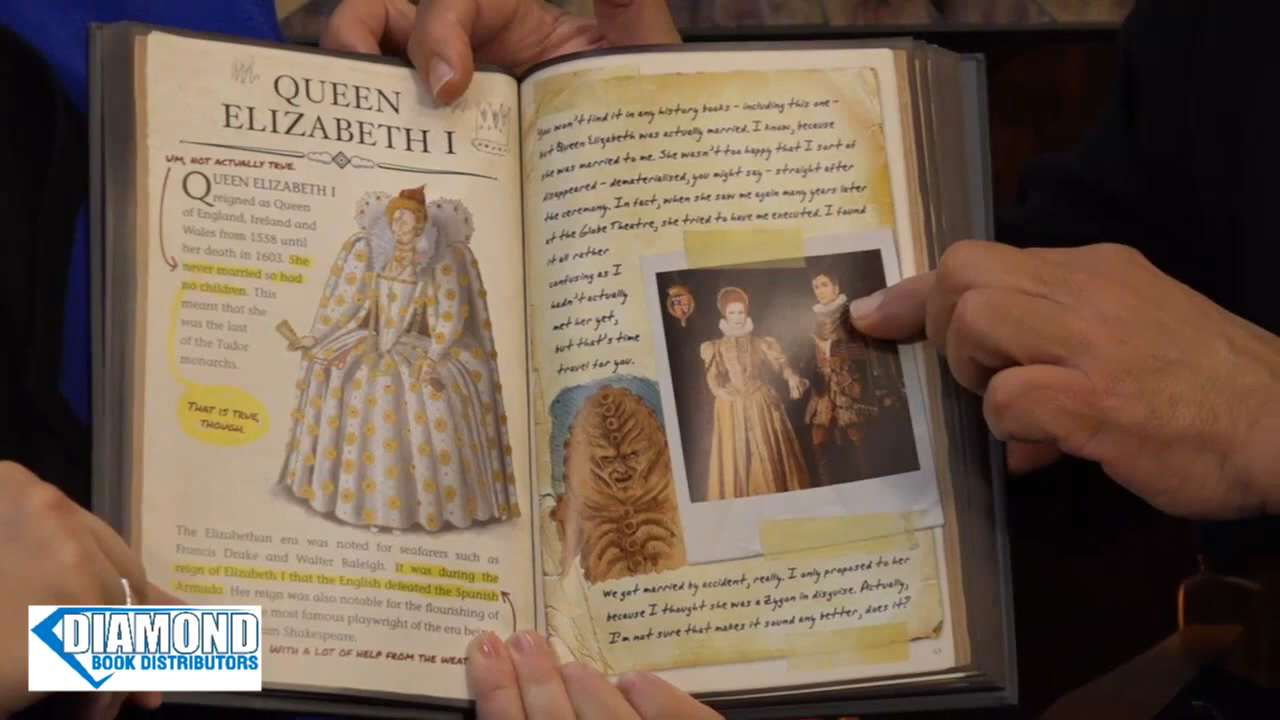 QUEEN
ELIZABETH I
UM, NOT ACTUALLY TRUE.
QUEEN ELIZABETH I
reigned as Queen
of England, Ireland and
Wales from 1558 until
her death in 1603. She
never married so had
no children. This
meant that she
was the last
of the Tudor
monarchs.
THAT IS TRUE,
THOUGH.
The Elizabethan era was noted for seafarers such as
Francis Drake and Walter Raleigh. It was during the
reign of Elizabeth I that the English defeated the Spanish
Armada. Her reign was also notable for the flourishing of
most famous playwright of the era
Shakespeare.
WITH A LOT OF HELP FROM THE
You won't find it in any history books – including this one –
but Queen Elizabeth was actually married. I know, because
she was married to me. She wasn't too happy that I sort of
disappeared – dematerialised, you might say – straight after
the ceremony. In fact, when she saw me again many years later
at the Globe Theatre, she tried to have me executed. I found
it all rather
confusing as I
hadn't actually
met her yet,
but that's time
travel for you.
We got married by accident, really. I only proposed to her
because I thought she was a Zygon in disguise. Actually,
I'm not sure that makes it sound any better, does it?
DIAMOND
BOOK DISTRIBUTORS